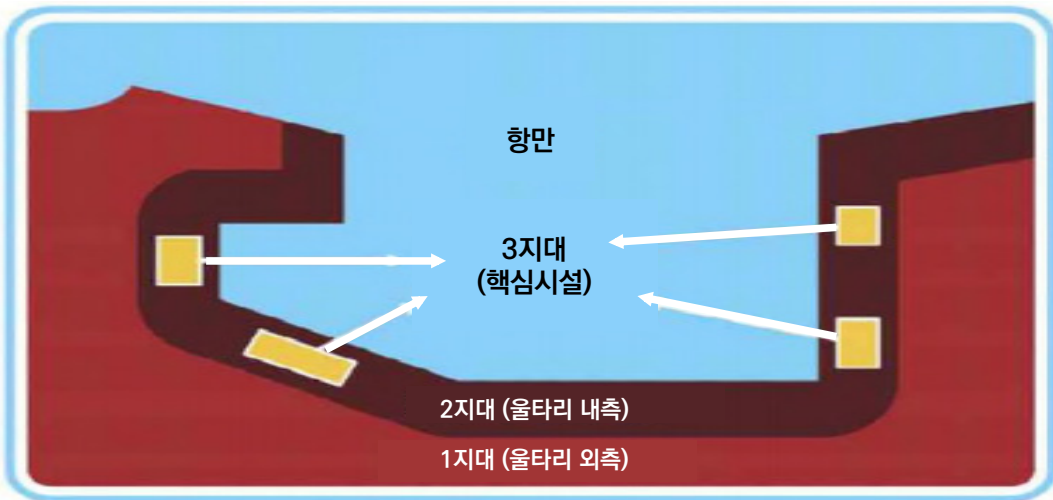 항만
3지대
(핵심시설)
2지대 (울타리 내측)
1지대 (울타리 외측)